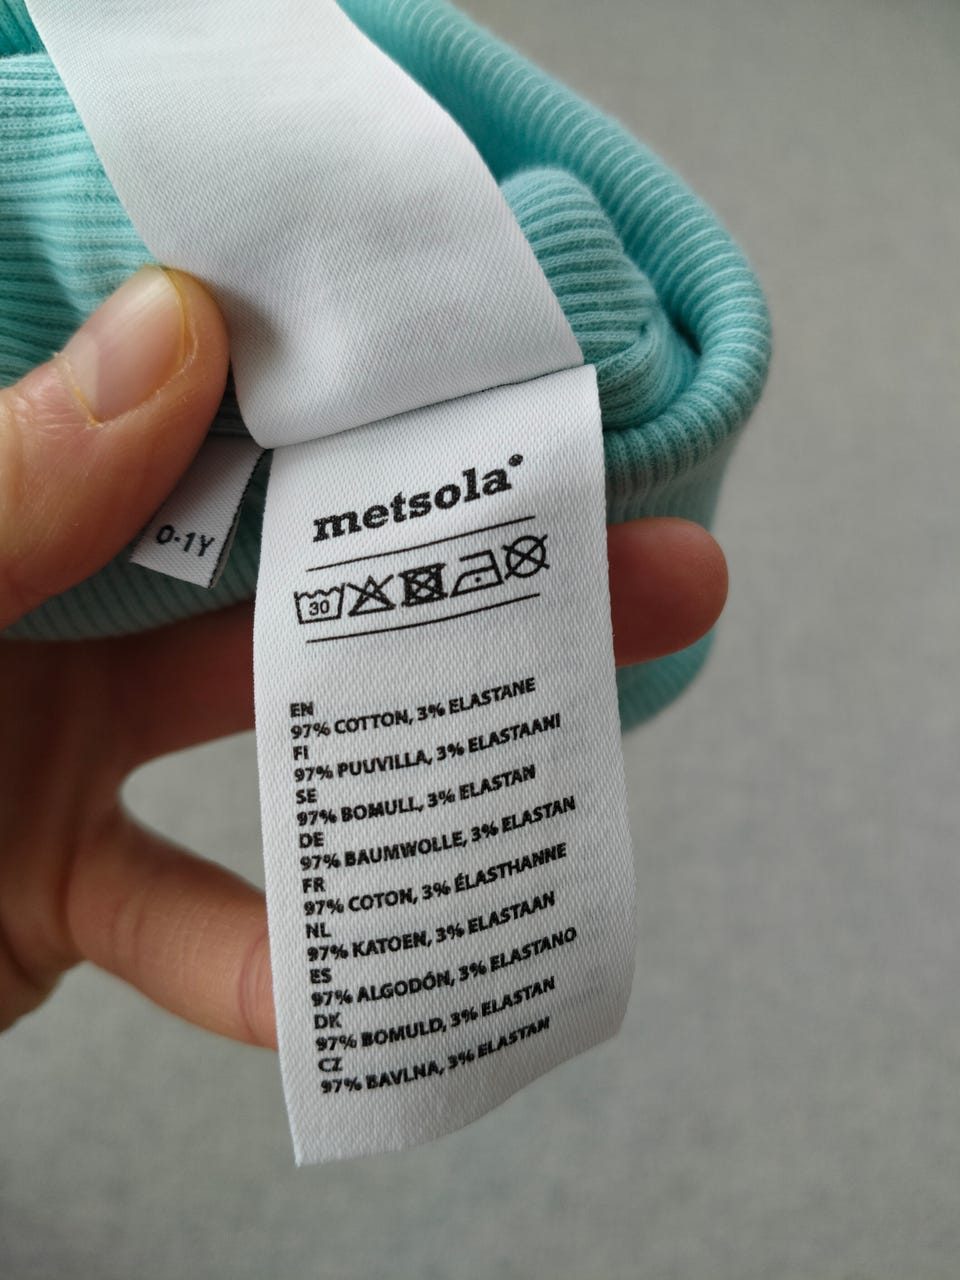 metsola
0-1Y
30
EN
97% COTTON, 3% ELASTANE
FI
97% PUUVILLA, 3% ELASTAANI
SE
97% BOMULL, 3% ELASTAN
DE
97% BAUMWOLLE, 3% ELASTAN
FR
97% COTON, 3% ÉLASTHANNE
NL
97% KATOEN, 3% ELASTAAN
ES
97% ALGODÓN, 3% ELASTANO
DK
97% BOMULD, 3% ELASTAN
CZ
97% BAVLNA, 3% ELASTAN